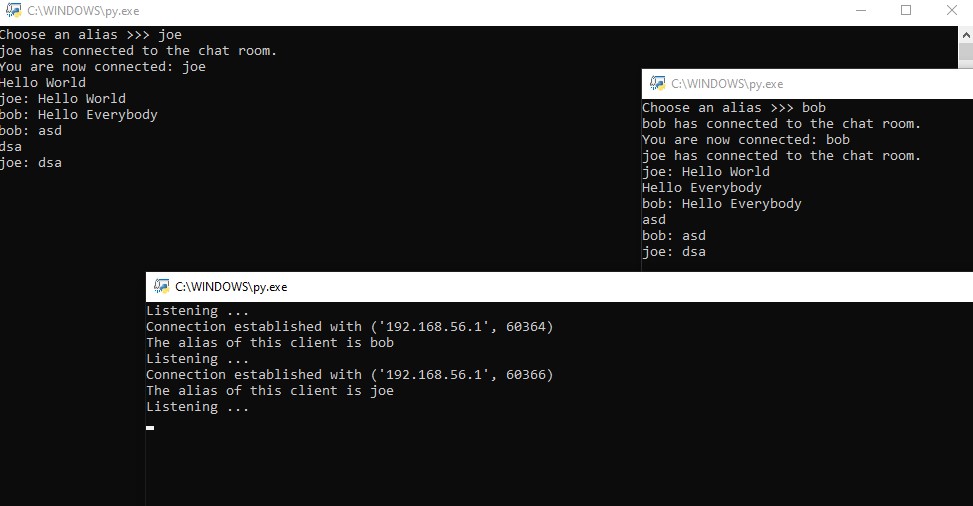 C:\WINDOWS\py.exe
Choose an alias >>> joe
joe has connected to the chat room.
You are now connected: joe
Hello World
joe: Hello World
bob: Hello Everybody
bob: asd
dsa
joe: dsa
C:\WINDOWS\py.exe
Choose an alias >>> bob
bob has connected to the chat room.
You are now connected: bob
joe has connected to the chat room.
joe: Hello World
Hello Everybody
bob: Hello Everybody
asd
bob: asd
joe: dsa
C:\WINDOWS\py.exe
Listening ...
Connection established with ('192.168.56.1', 60364)
The alias of this client is bob
Listening ...
Connection established with ('192.168.56.1', 60366)
The alias of this client is joe
Listening ...